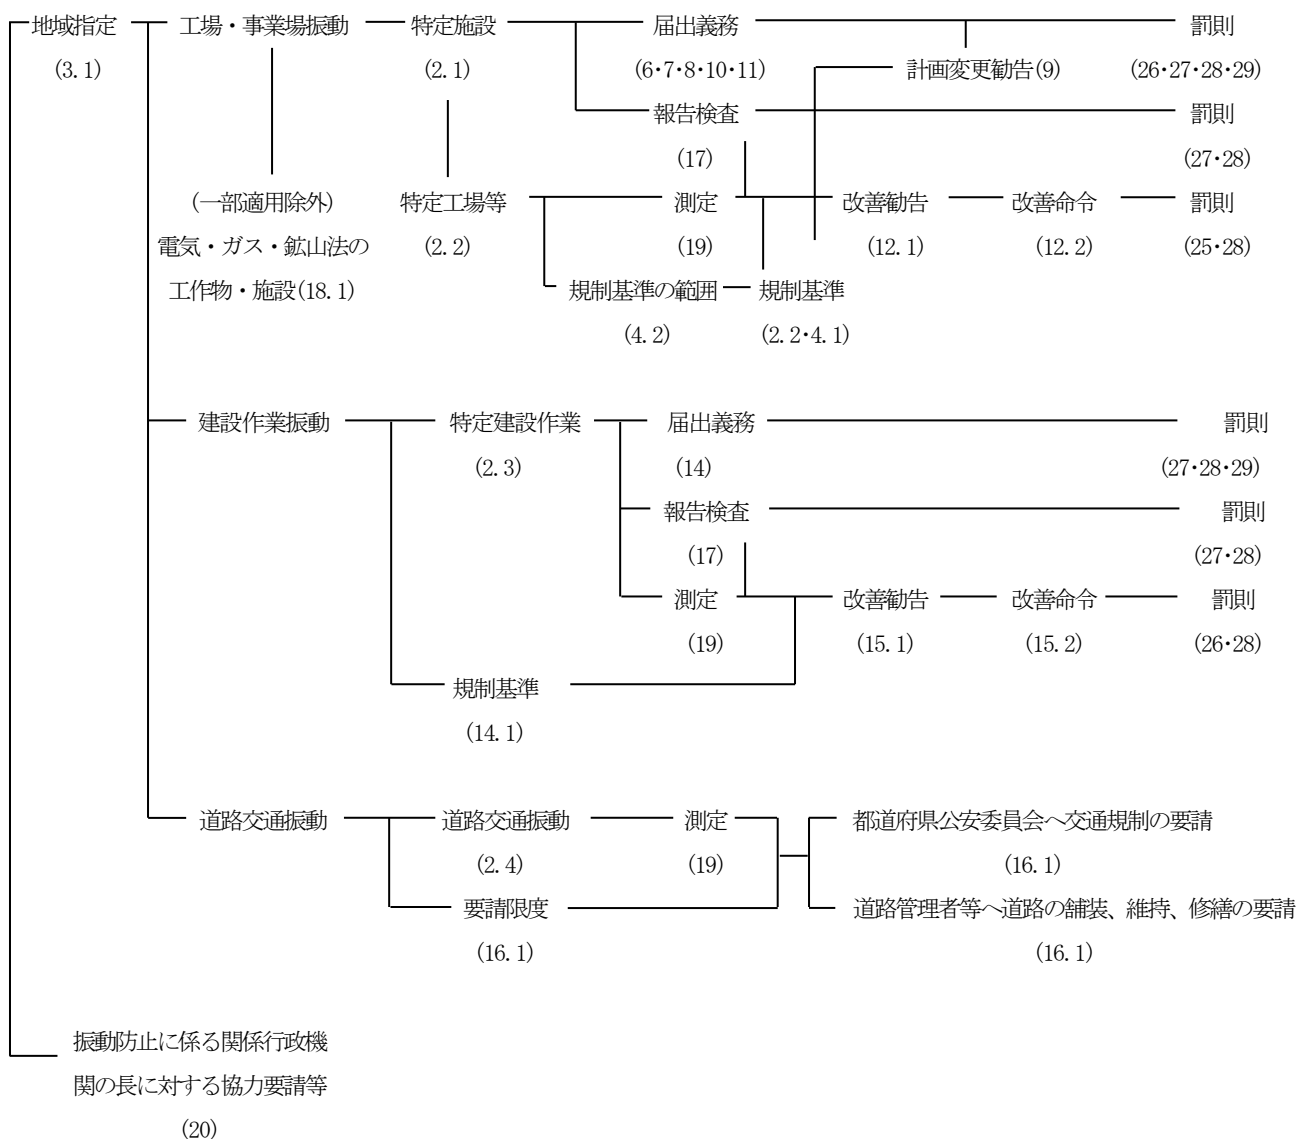 地域指定 工場・事業場振動 特定施設 届出義務 罰則
(3.1) (2.1) (6・7・8・10・11) 計画変更勧告(9) (26・27・28・29)
報告検査 罰則
(17) (27・28)
(一部適用除外) 特定工場等 測定 改善勧告 改善命令 罰則
電気・ガス・鉱山法の (2.2) (19) (12.1) (12.2) (25・28)
工作物・施設(18.1) 規制基準の範囲 規制基準
(4.2) (2.2・4.1)
建設作業振動 特定建設作業 届出義務 罰則
(2.3) (14) (27・28・29)
報告検査 罰則
(17) (27・28)
測定 改善勧告 改善命令 罰則
(19) (15.1) (15.2) (26・28)
規制基準
(14.1)
道路交通振動 道路交通振動 測定 都道府県公安委員会へ交通規制の要請
(2.4) (19) (16.1)
要請限度 道路管理者等へ道路の舗装、維持、修繕の要請
(16.1) (16.1)
振動防止に係る関係行政機
関の長に対する協力要請等
(20)